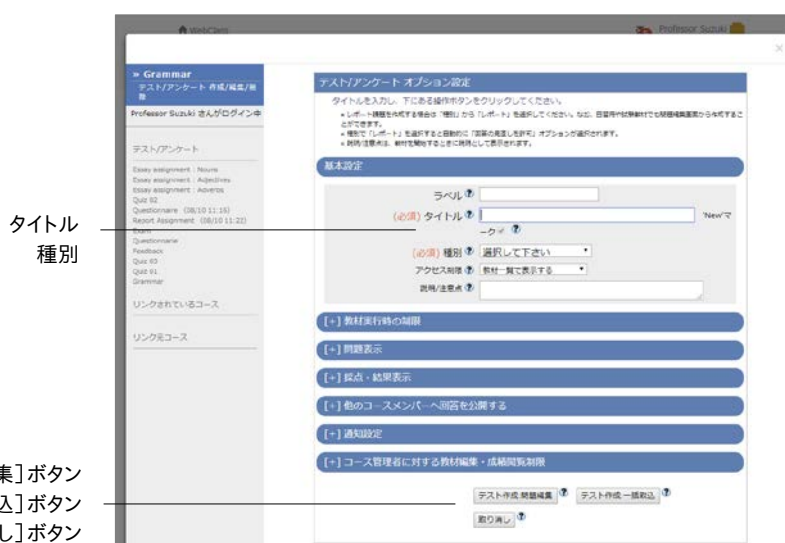 WebClass
Professor Suzuki
» Grammar
テスト/アンケート 作成/編集/削
除
Professor Suzuki さんがログイン中
テスト/アンケート
Essay assignment : Nouns
Essay assignment : Adjectives
Essay assignment : Adverbs
Quiz 02
Questionnaire (08/10 11:16)
Report Assignment (08/10 11:22)
Exam
Questionnarie
Feedback
Quiz 03
Quiz 01
Grammar
リンクされているコース
リンク元コース
テスト/アンケート オプション設定
タイトルを入力し、下にある操作ボタンをクリックしてください。
※ レポート課題を作成する場合は「種別」から「レポート」を選択してください。なお、自習用や試験教材でも問題編集画面から作成するこ
とができます。
※ 種別で「レポート」を選択すると自動的に「回答の見直しを許可」オプションが選択されます。
※ 説明/注意点は、教材を開始するときに説明として表示されます。
基本設定
ラベル
(必須) タイトル
'New'マ
ーク
(必須) 種別 選択して下さい
アクセス制限 教材一覧で表示する
説明/注意点
[+] 教材実行時の制限
[+] 問題表示
[+] 採点・結果表示
[+] 他のコースメンバーへ回答を公開する
[+] 通知設定
[+] コース管理者に対する教材編集・成績閲覧制限
テスト作成:問題編集 テスト作成:一括取込
取り消し
タイトル
種別
集]ボタン
込]ボタン
し]ボタン